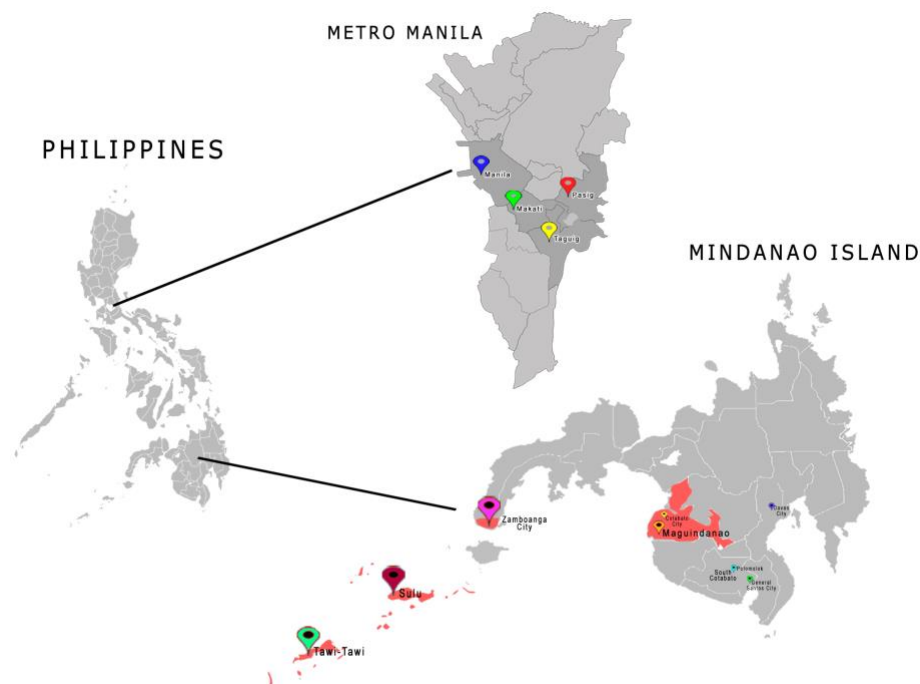 METRO MANILA
PHILIPPINES
Manila
Pasig
Makati
Taguig
MINDANAO ISLAND
Zamboanga
City
Cotabato
City
Maguindanao
Davao
City
Polomolok
South
Cotabato
General
Santos City
Sulu
Tawi-Tawi